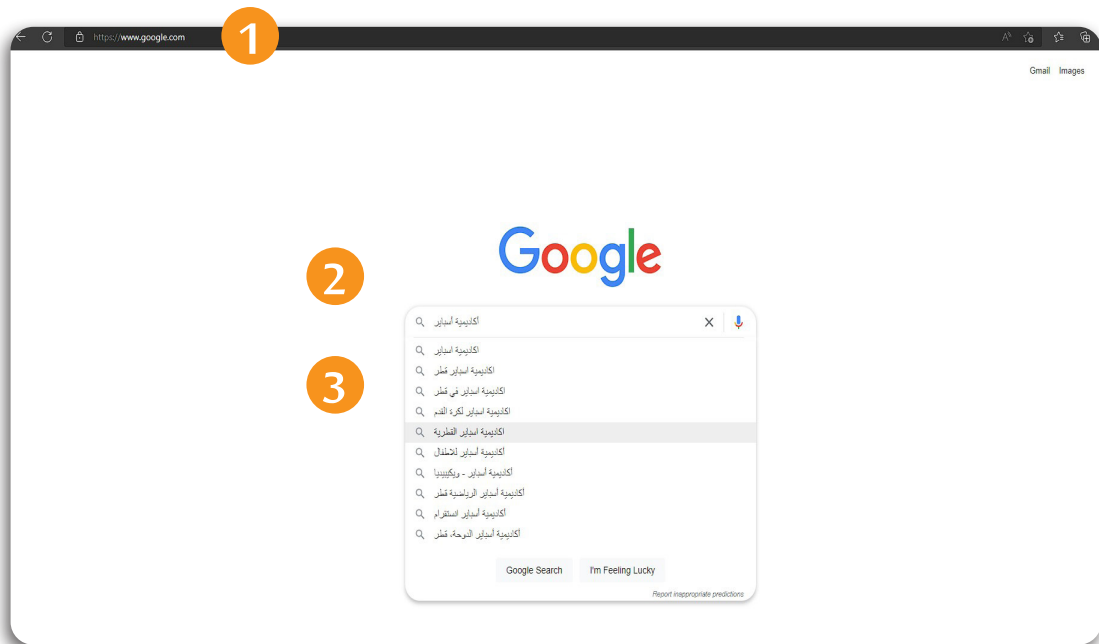 1
https://www.google.com
Gmail Images
Google
2
أكاديمية أسباير
اكاديمية اسباير
3
اكاديمية اسباير قطر
اكاديمية اسباير في قطر
اكاديمية اسباير لكرة القدم
اكاديمية اسباير القطرية
أكاديمية أسباير للاطفال
أكاديمية أسباير - ويكيبيديا
أكاديمية أسباير الرياضية قطر
أكاديمية أسباير انستقرام
أكاديمية أسباير الدوحة، قطر
Google Search I'm Feeling Lucky
Report inappropriate predictions